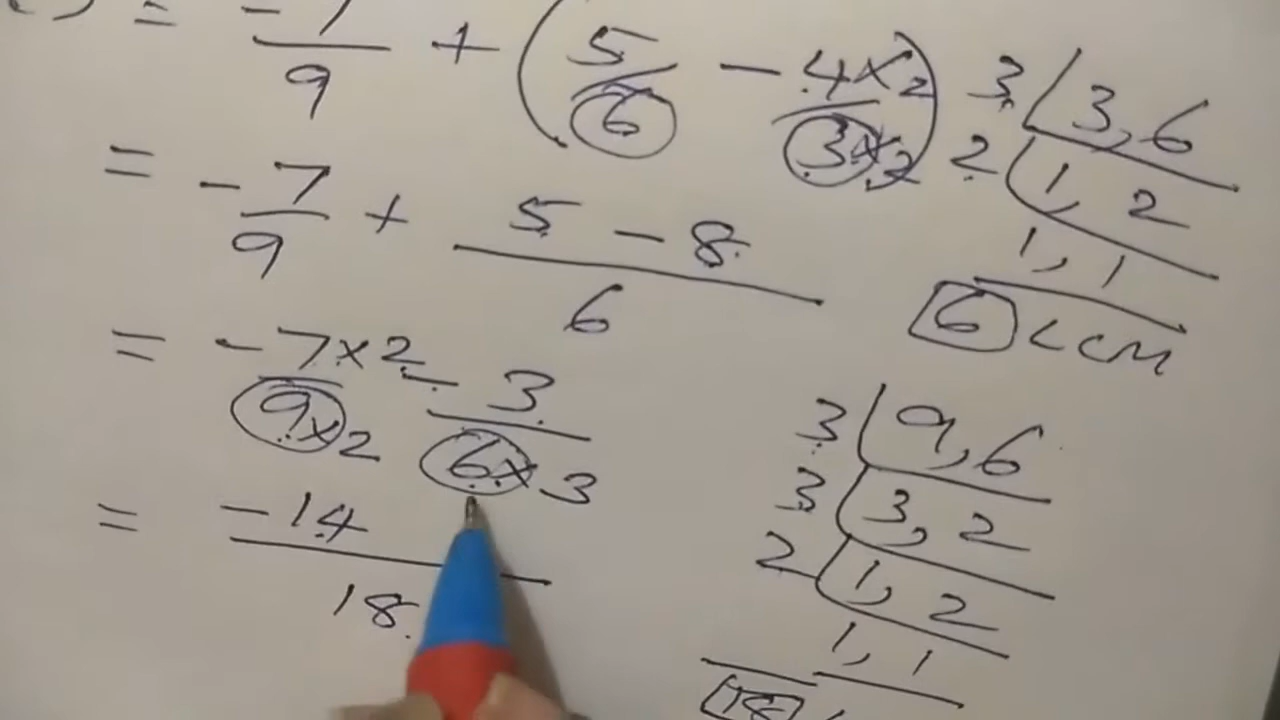 = -7/9 + (5/6 - 4×2/3×2)
= -7/9 + 5 - 8/6
= -7×2/9×2 - 3/6×3
= -14/18
3 | 3, 6
2 | 1, 2
1, 1
6 LCM
3 | 9, 6
3 | 3, 2
2 | 1, 2
1, 1
18